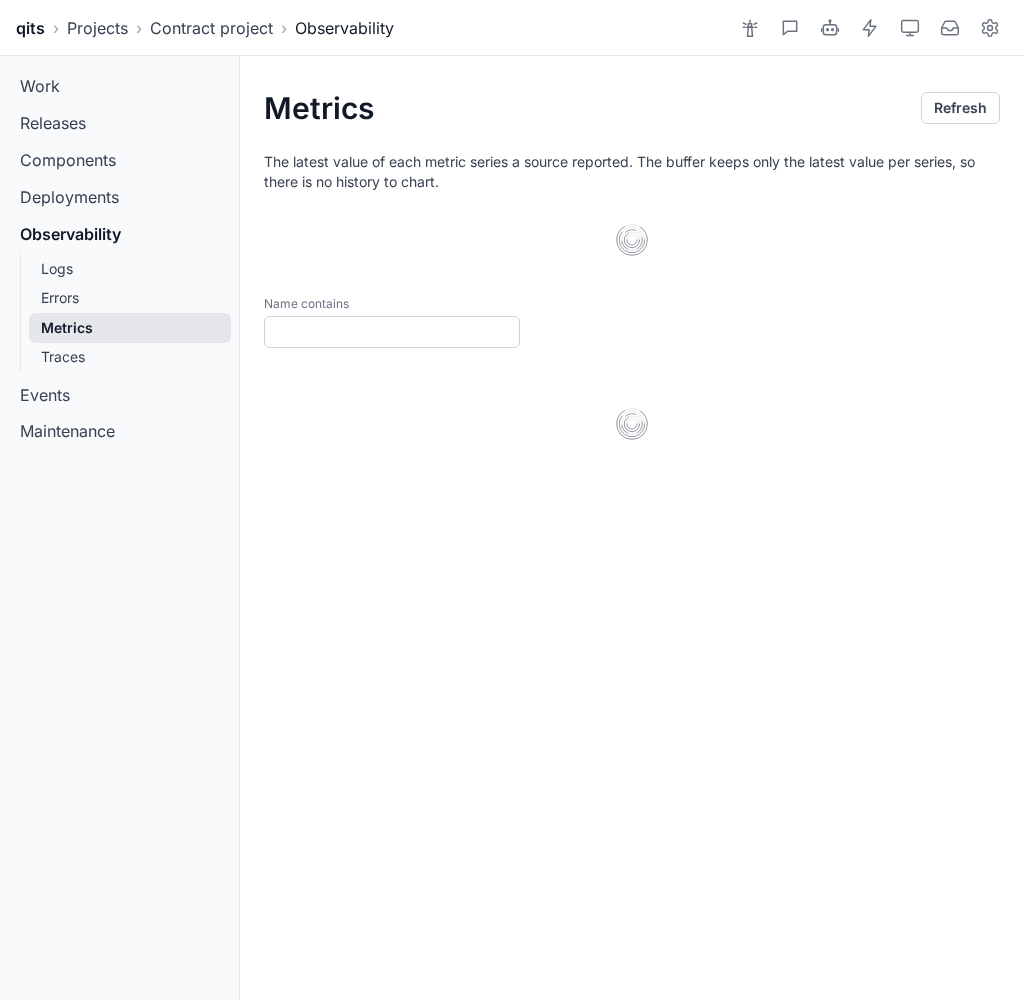 qits › Projects › Contract project › Observability
Work
Releases
Components
Deployments
Observability
Logs
Errors
Metrics
Traces
Events
Maintenance
Metrics
Refresh
The latest value of each metric series a source reported. The buffer keeps only the latest value per series, so
there is no history to chart.
Name contains